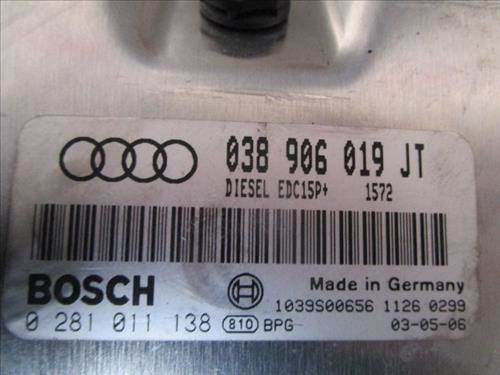 038 906 019 JT
DIESEL EDC15P+ 1572
BOSCH
Made in Germany
1039S00656 1126 0299
0 281 011 138 810 BPG 03-05-06